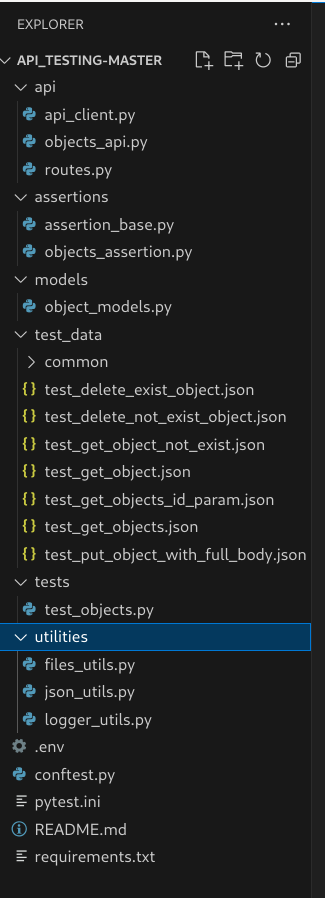 EXPLORER
API_TESTING-MASTER
api
api_client.py
objects_api.py
routes.py
assertions
assertion_base.py
objects_assertion.py
models
object_models.py
test_data
common
test_delete_exist_object.json
test_delete_not_exist_object.json
test_get_object_not_exist.json
test_get_object.json
test_get_objects_id_param.json
test_get_objects.json
test_put_object_with_full_body.json
tests
test_objects.py
utilities
files_utils.py
json_utils.py
logger_utils.py
.env
conftest.py
pytest.ini
README.md
requirements.txt